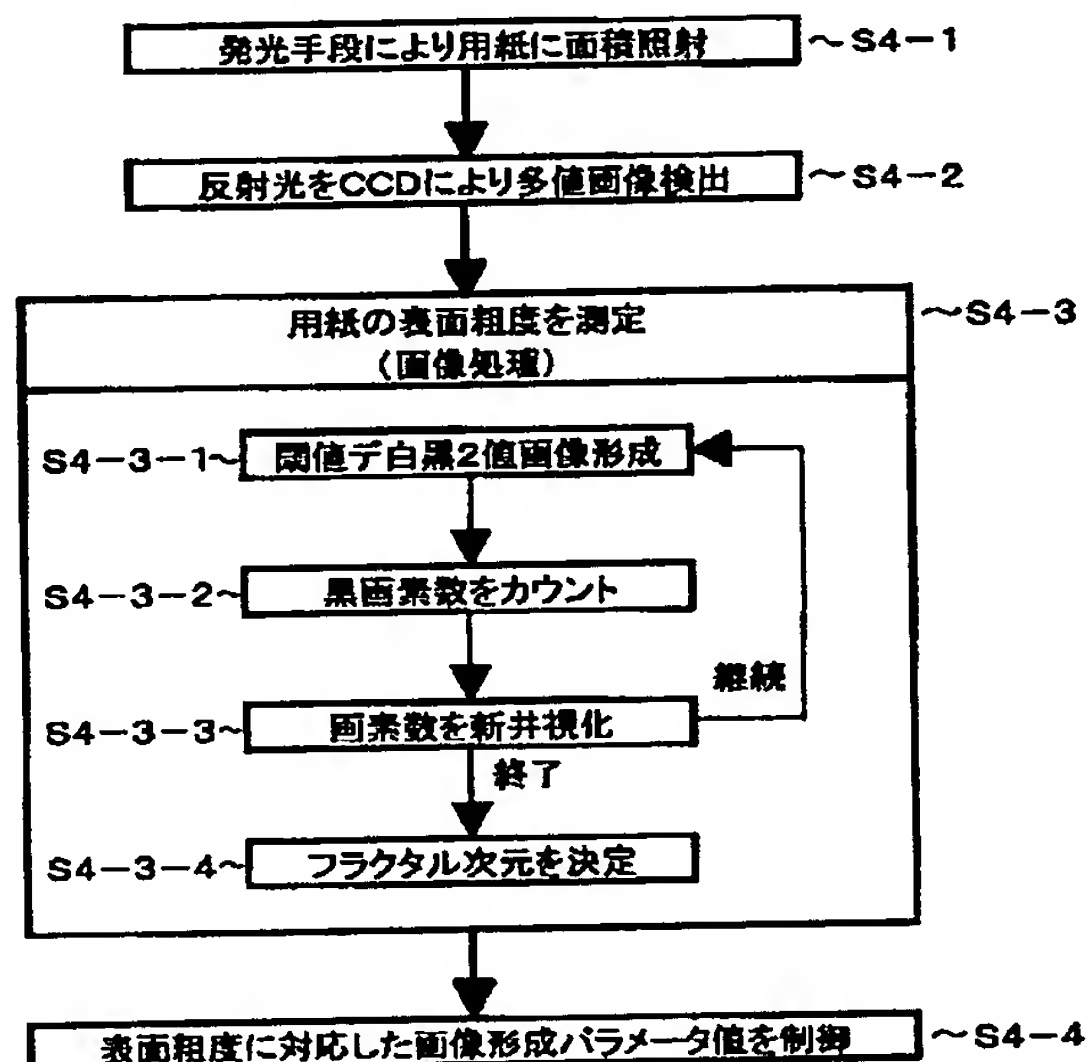 発光手段により用紙に面積照射 ～S4-1
反射光をCCDにより多値画像検出 ～S4-2
用紙の表面粗度を測定 ～S4-3
(画像処理)
S4-3-1～ 閾値デ白黒2値画像形成
S4-3-2～ 黒画素数をカウント
継続
S4-3-3～ 画素数を新井視化
終了
S4-3-4～ フラクタル次元を決定
表面粗度に対応した画像形成パラメータ値を制御 ～S4-4